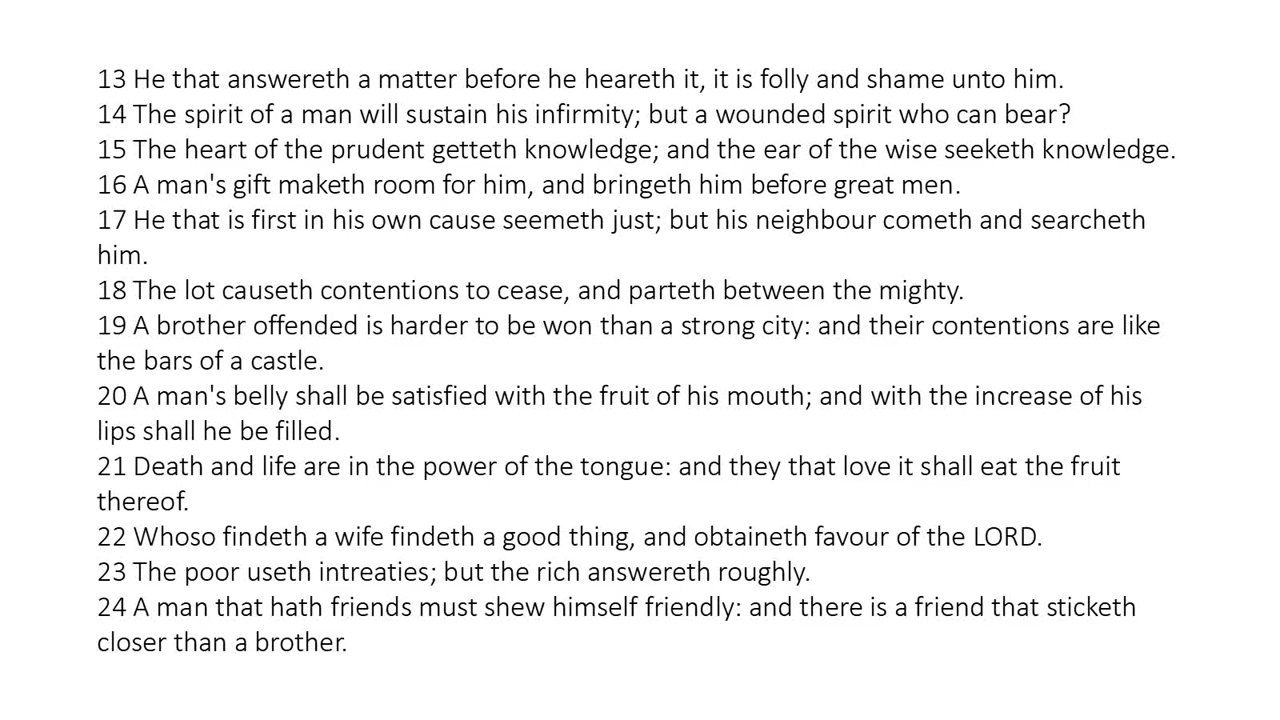 13 He that answereth a matter before he heareth it, it is folly and shame unto him.
14 The spirit of a man will sustain his infirmity; but a wounded spirit who can bear?
15 The heart of the prudent getteth knowledge; and the ear of the wise seeketh knowledge.
16 A man's gift maketh room for him, and bringeth him before great men.
17 He that is first in his own cause seemeth just; but his neighbour cometh and searcheth
him.
18 The lot causeth contentions to cease, and parteth between the mighty.
19 A brother offended is harder to be won than a strong city: and their contentions are like
the bars of a castle.
20 A man's belly shall be satisfied with the fruit of his mouth; and with the increase of his
lips shall he be filled.
21 Death and life are in the power of the tongue: and they that love it shall eat the fruit
thereof.
22 Whoso findeth a wife findeth a good thing, and obtaineth favour of the LORD.
23 The poor useth intreaties; but the rich answereth roughly.
24 A man that hath friends must shew himself friendly: and there is a friend that sticketh
closer than a brother.